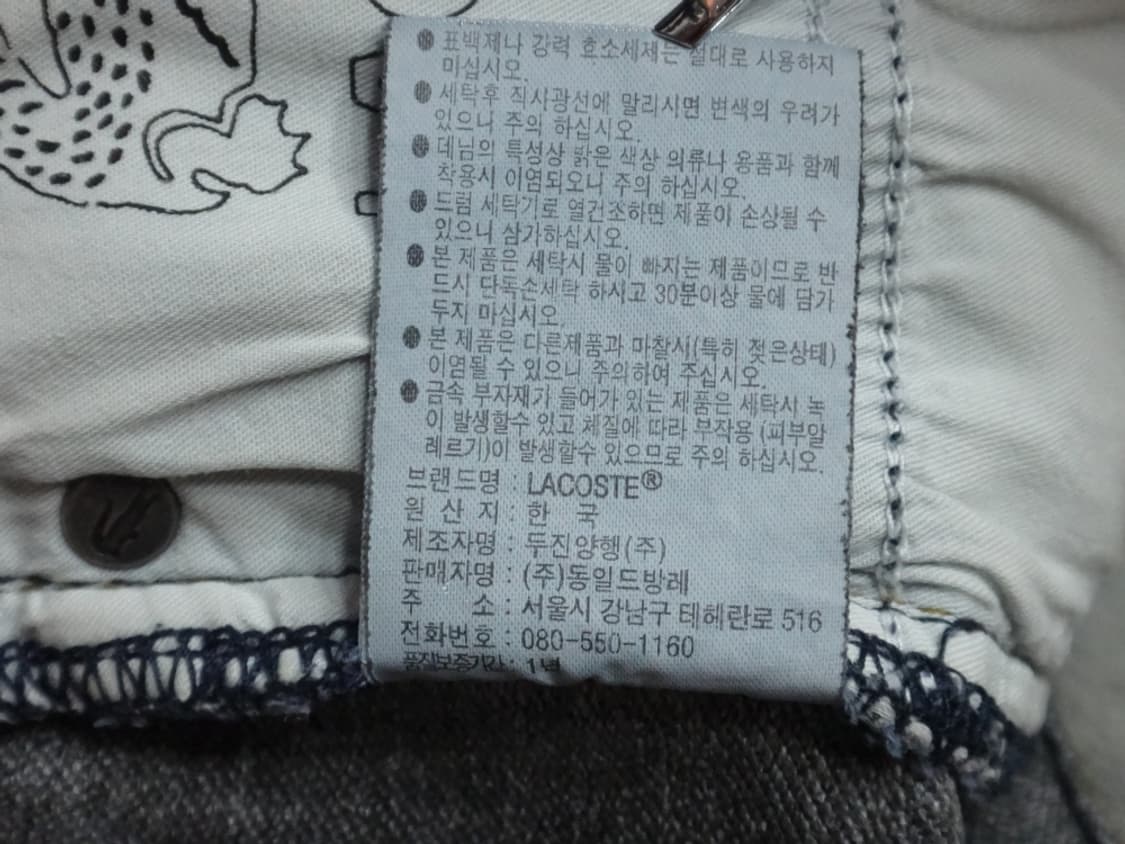 ● 표백제나 강력 효소세제는 절대로 사용하지
마십시오.
● 세탁후 직사광선에 말리시면 변색의 우려가
있으니 주의 하십시오.
● 데님의 특성상 밝은 색상 의류나 용품과 함께
착용시 이염되오니 주의 하십시오.
● 드럼 세탁기로 열건조하면 제품이 손상될 수
있으니 삼가하십시오.
● 본 제품은 세탁시 물이 빠지는 제품이므로 반
드시 단독손세탁 하시고 30분이상 물에 담가
두지 마십시오.
● 본 제품은 다른제품과 마찰시(특히 젖은상태)
이염될 수 있으니 주의하여 주십시오.
● 금속 부자재가 들어가 있는 제품은 세탁시 녹
이 발생할수 있고 체질에 따라 부작용 (피부알
레르기)이 발생할수 있으므로 주의 하십시오.
브랜드명 : LACOSTE®
원 산 지 : 한 국
제조자명 : 두진양행(주)
판매자명 : (주)동일드방레
주 소 : 서울시 강남구 테헤란로 516
전화번호 : 080-550-1160
품질보증기간 : 1년